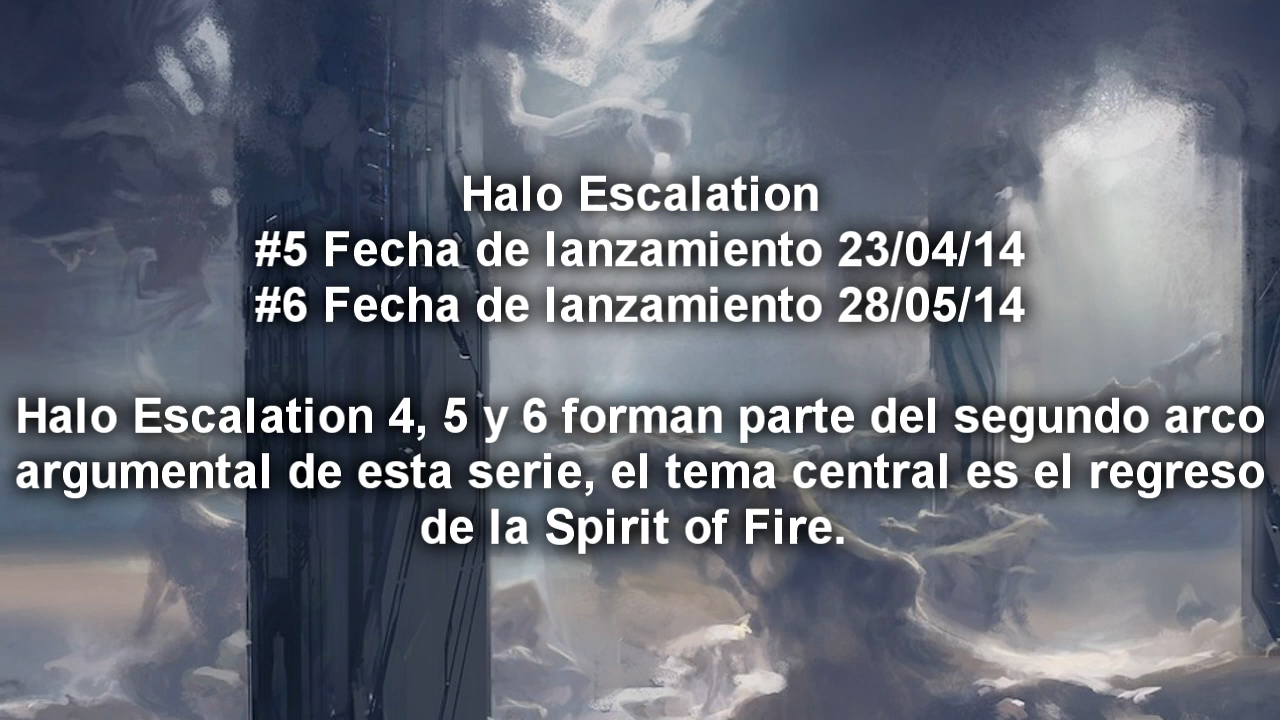 Halo Escalation
#5 Fecha de lanzamiento 23/04/14
#6 Fecha de lanzamiento 28/05/14
Halo Escalation 4, 5 y 6 forman parte del segundo arco
argumental de esta serie, el tema central es el regreso
de la Spirit of Fire.